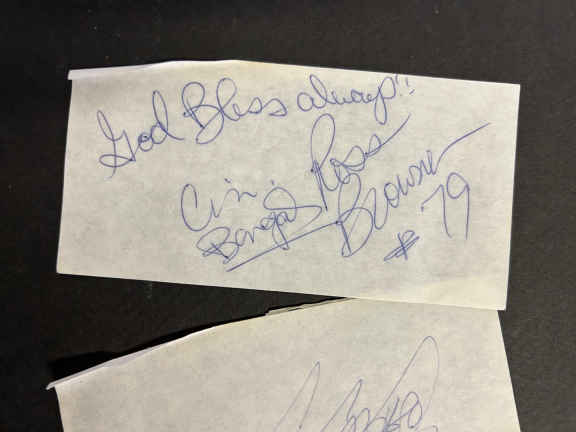 God Bless always!!
Cin. Ross
Bengals Browner
#79